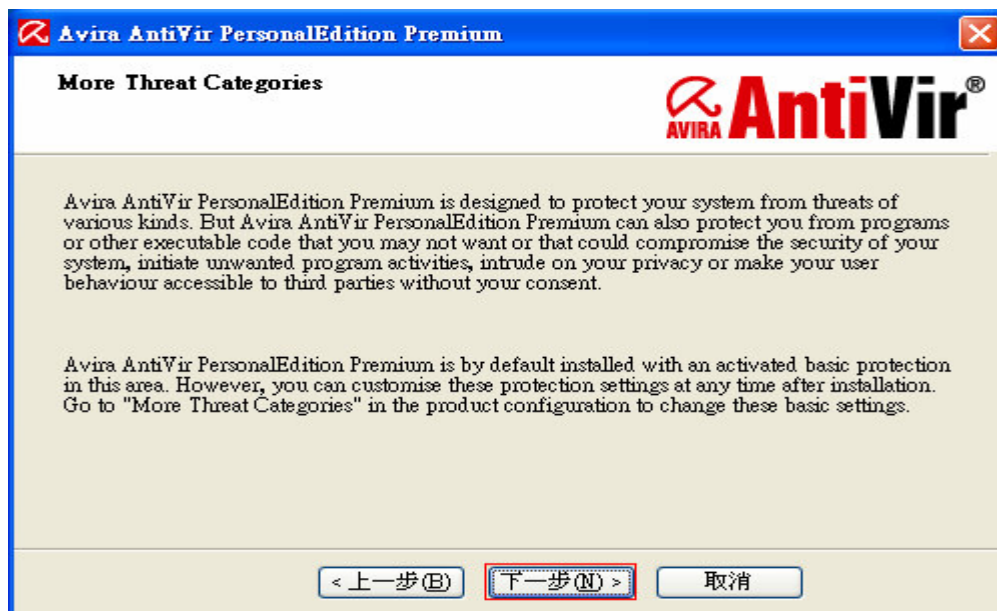 Avira AntiVir PersonalEdition Premium
More Threat Categories
AVIRA AntiVir®
Avira AntiVir PersonalEdition Premium is designed to protect your system from threats of
various kinds. But Avira AntiVir PersonalEdition Premium can also protect you from programs
or other executable code that you may not want or that could compromise the security of your
system, initiate unwanted program activities, intrude on your privacy or make your user
behaviour accessible to third parties without your consent.
Avira AntiVir PersonalEdition Premium is by default installed with an activated basic protection
in this area. However, you can customise these protection settings at any time after installation.
Go to "More Threat Categories" in the product configuration to change these basic settings.
<上一步(B) 下一步(N)> 取消